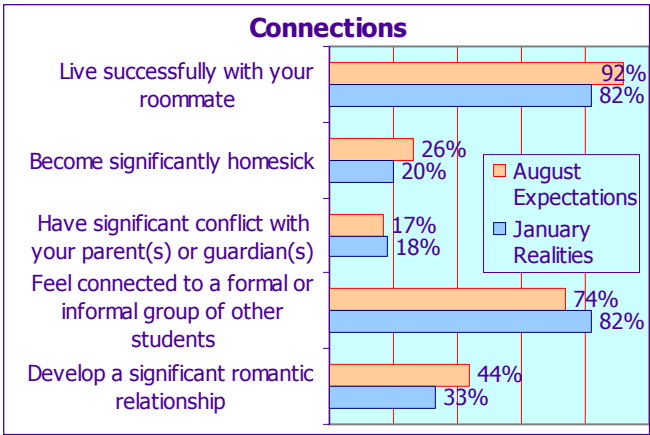 Connections
Live successfully with your
roommate
92%
82%
Become significantly homesick
26%
20%
Have significant conflict with
your parent(s) or guardian(s)
17%
18%
Feel connected to a formal or
informal group of other
students
74%
82%
Develop a significant romantic
relationship
44%
33%
August
Expectations
January
Realities